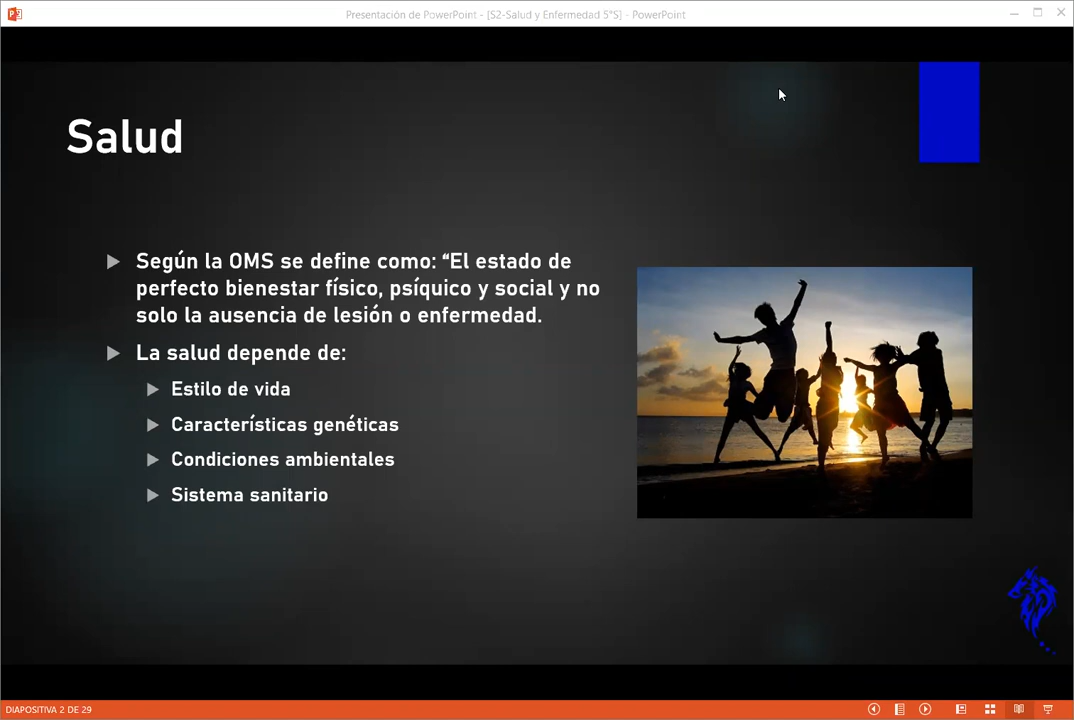 Presentación de PowerPoint - [S2-Salud y Enfermedad 5°S] - PowerPoint
Salud
Según la OMS se define como: “El estado de
perfecto bienestar físico, psíquico y social y no
solo la ausencia de lesión o enfermedad.
La salud depende de:
Estilo de vida
Características genéticas
Condiciones ambientales
Sistema sanitario
DIAPOSITIVA 2 DE 29